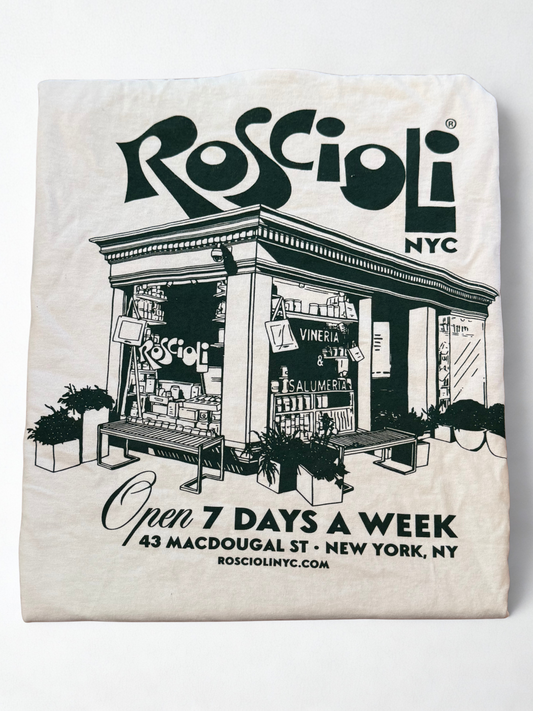 Roscioli®
NYC
Roscioli
VINERIA
&
SALUMERIA
Open 7 DAYS A WEEK
43 MACDOUGAL ST • NEW YORK, NY
ROSCIOLINYC.COM